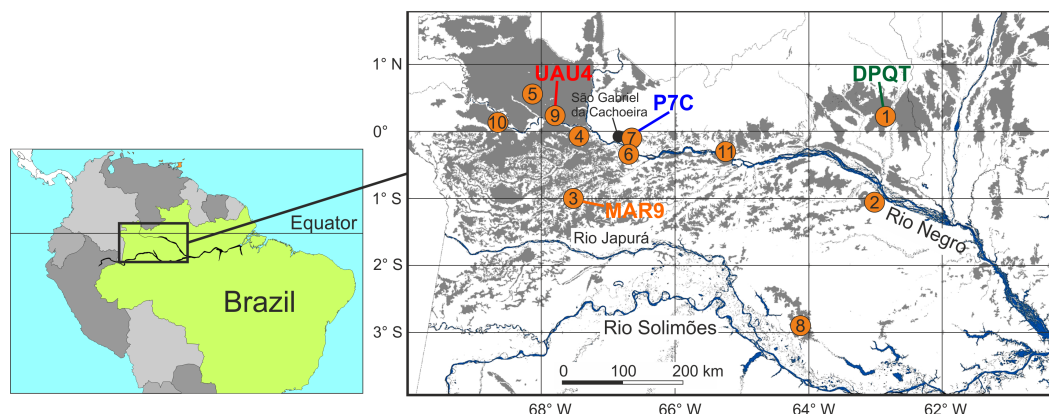 Equator
Brazil
1° N
0°
1° S
2° S
3° S
UAU4
DPQT
São Gabriel
da Cachoeira
P7C
5
9
10
4
7
6
11
1
3
MAR9
2
Rio Negro
Rio Japurá
Rio Solimões
8
0 100 200 km
68° W 66° W 64° W 62° W